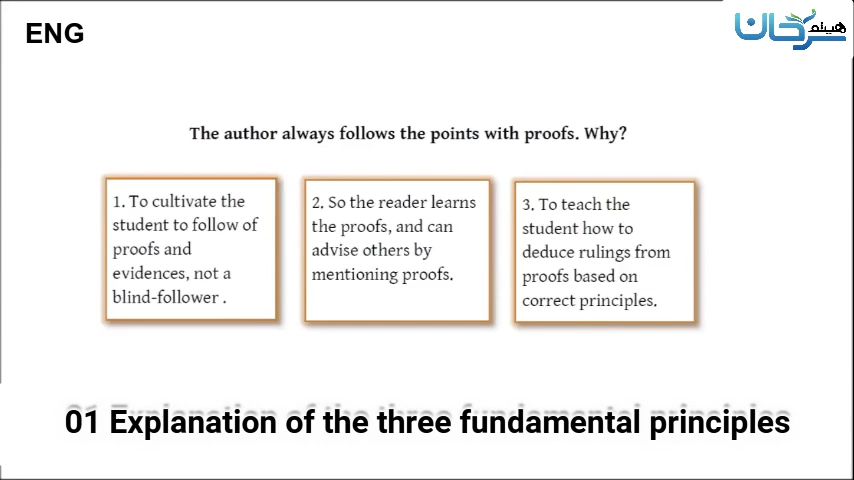 ENG
هيثم
سرحان
The author always follows the points with proofs. Why?
1. To cultivate the
student to follow of
proofs and
evidences, not a
blind-follower .
2. So the reader learns
the proofs, and can
advise others by
mentioning proofs.
3. To teach the
student how to
deduce rulings from
proofs based on
correct principles.
01 Explanation of the three fundamental principles